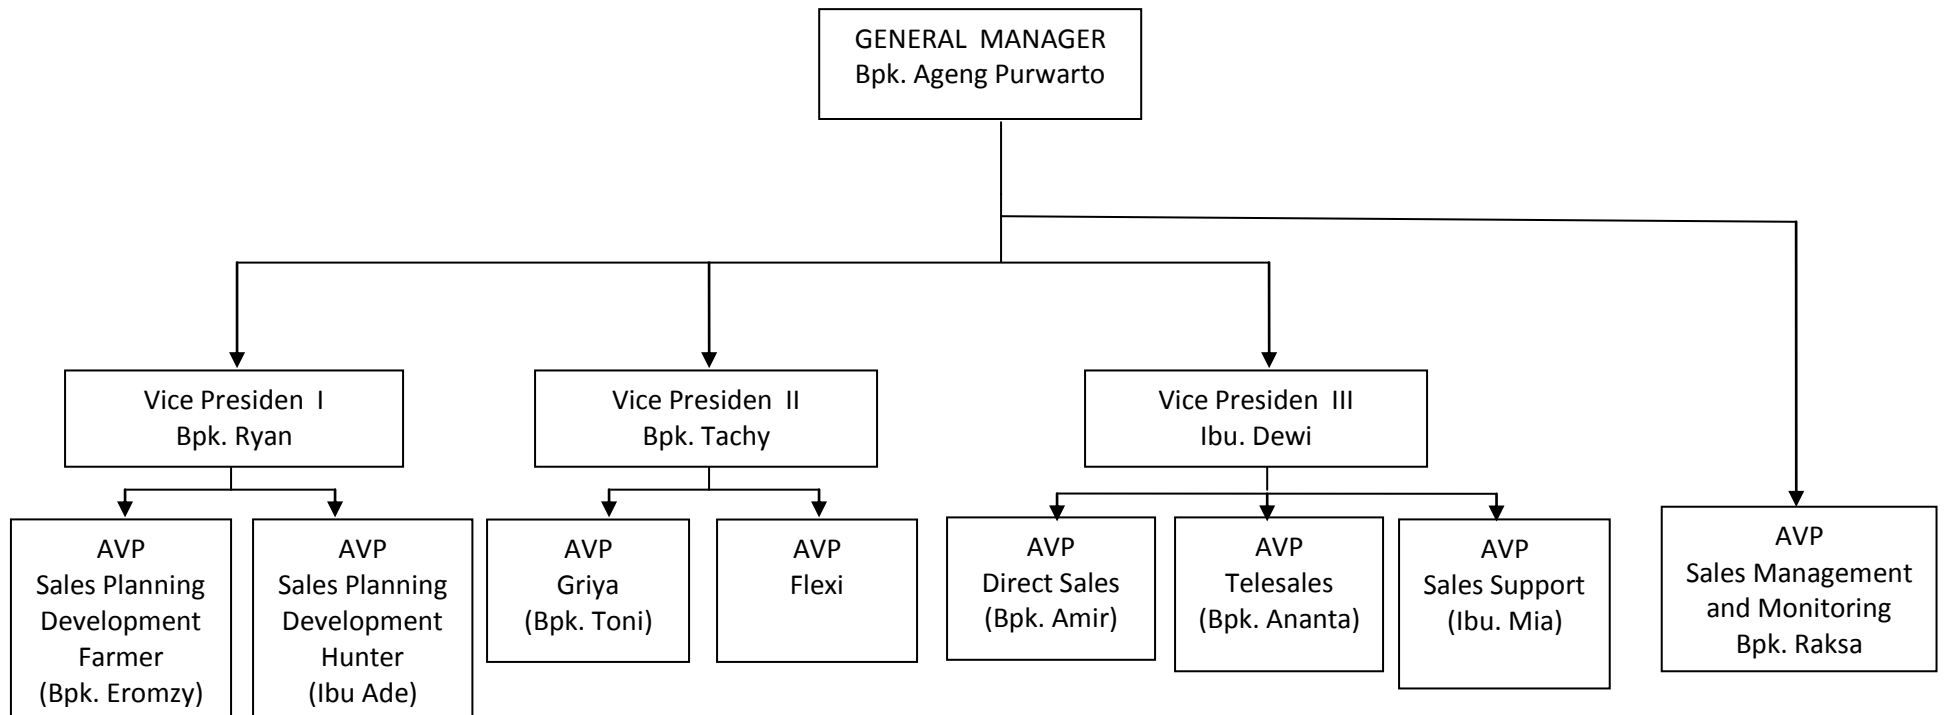 GENERAL  MANAGER
Bpk. Ageng Purwarto
Vice Presiden  I
Bpk. Ryan
Vice Presiden  II
Bpk. Tachy
Vice Presiden  III
Ibu. Dewi
AVP
Sales Planning
Development
Farmer
(Bpk. Eromzy)
AVP
Sales Planning
Development
Hunter
(Ibu Ade)
AVP
Griya
(Bpk. Toni)
AVP
Flexi
AVP
Direct Sales
(Bpk. Amir)
AVP
Telesales
(Bpk. Ananta)
AVP
Sales Support
(Ibu. Mia)
AVP
Sales Management
and Monitoring
Bpk. Raksa